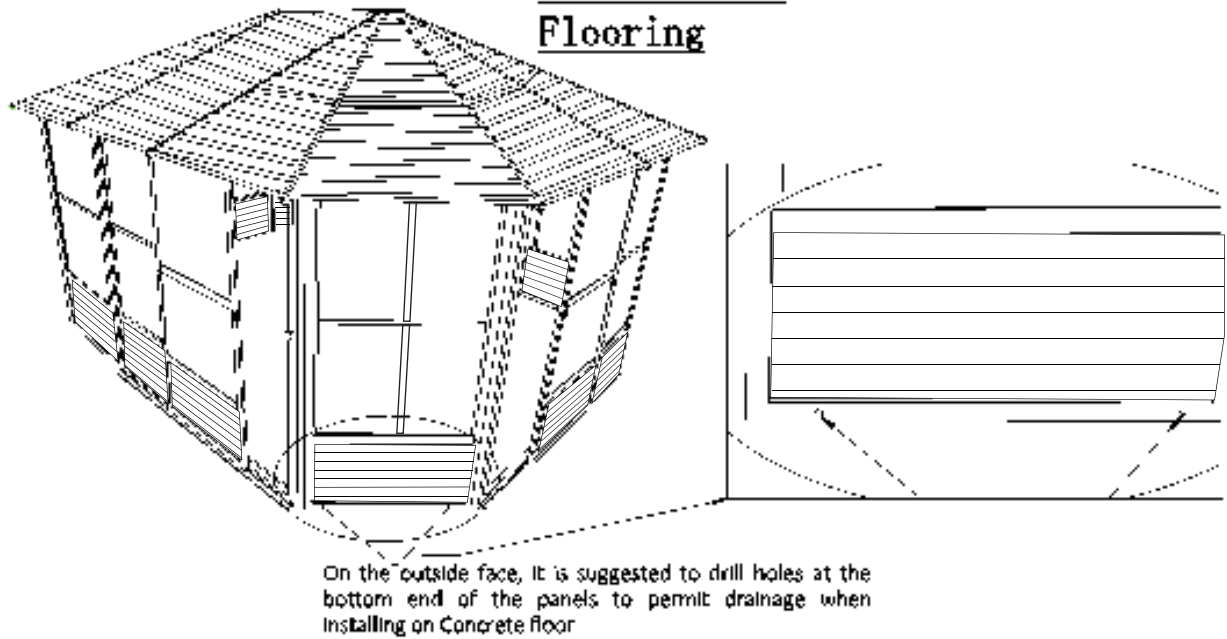 Flooring
On the outside face, it is suggested to drill holes at the
bottom end of the panels to permit drainage when
installing on Concrete floor